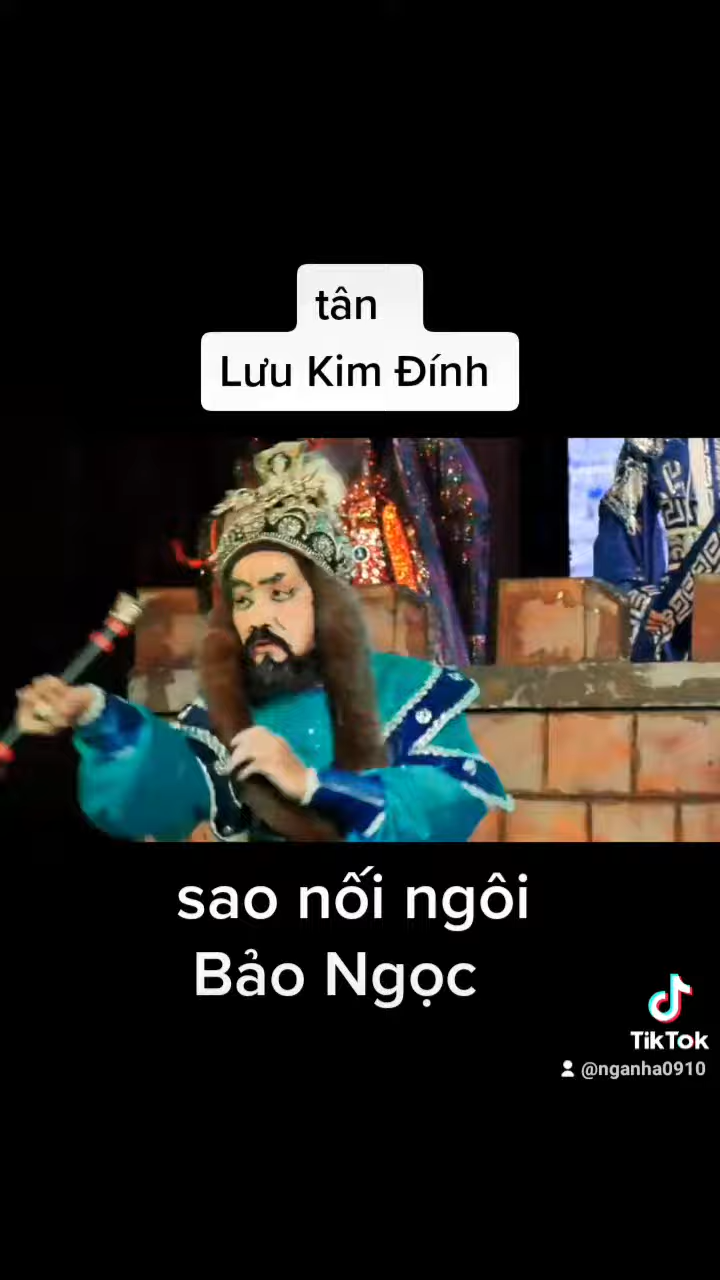 tân
Lưu Kim Đính
sao nối ngôi
Bảo Ngọc
TikTok
@nganha0910